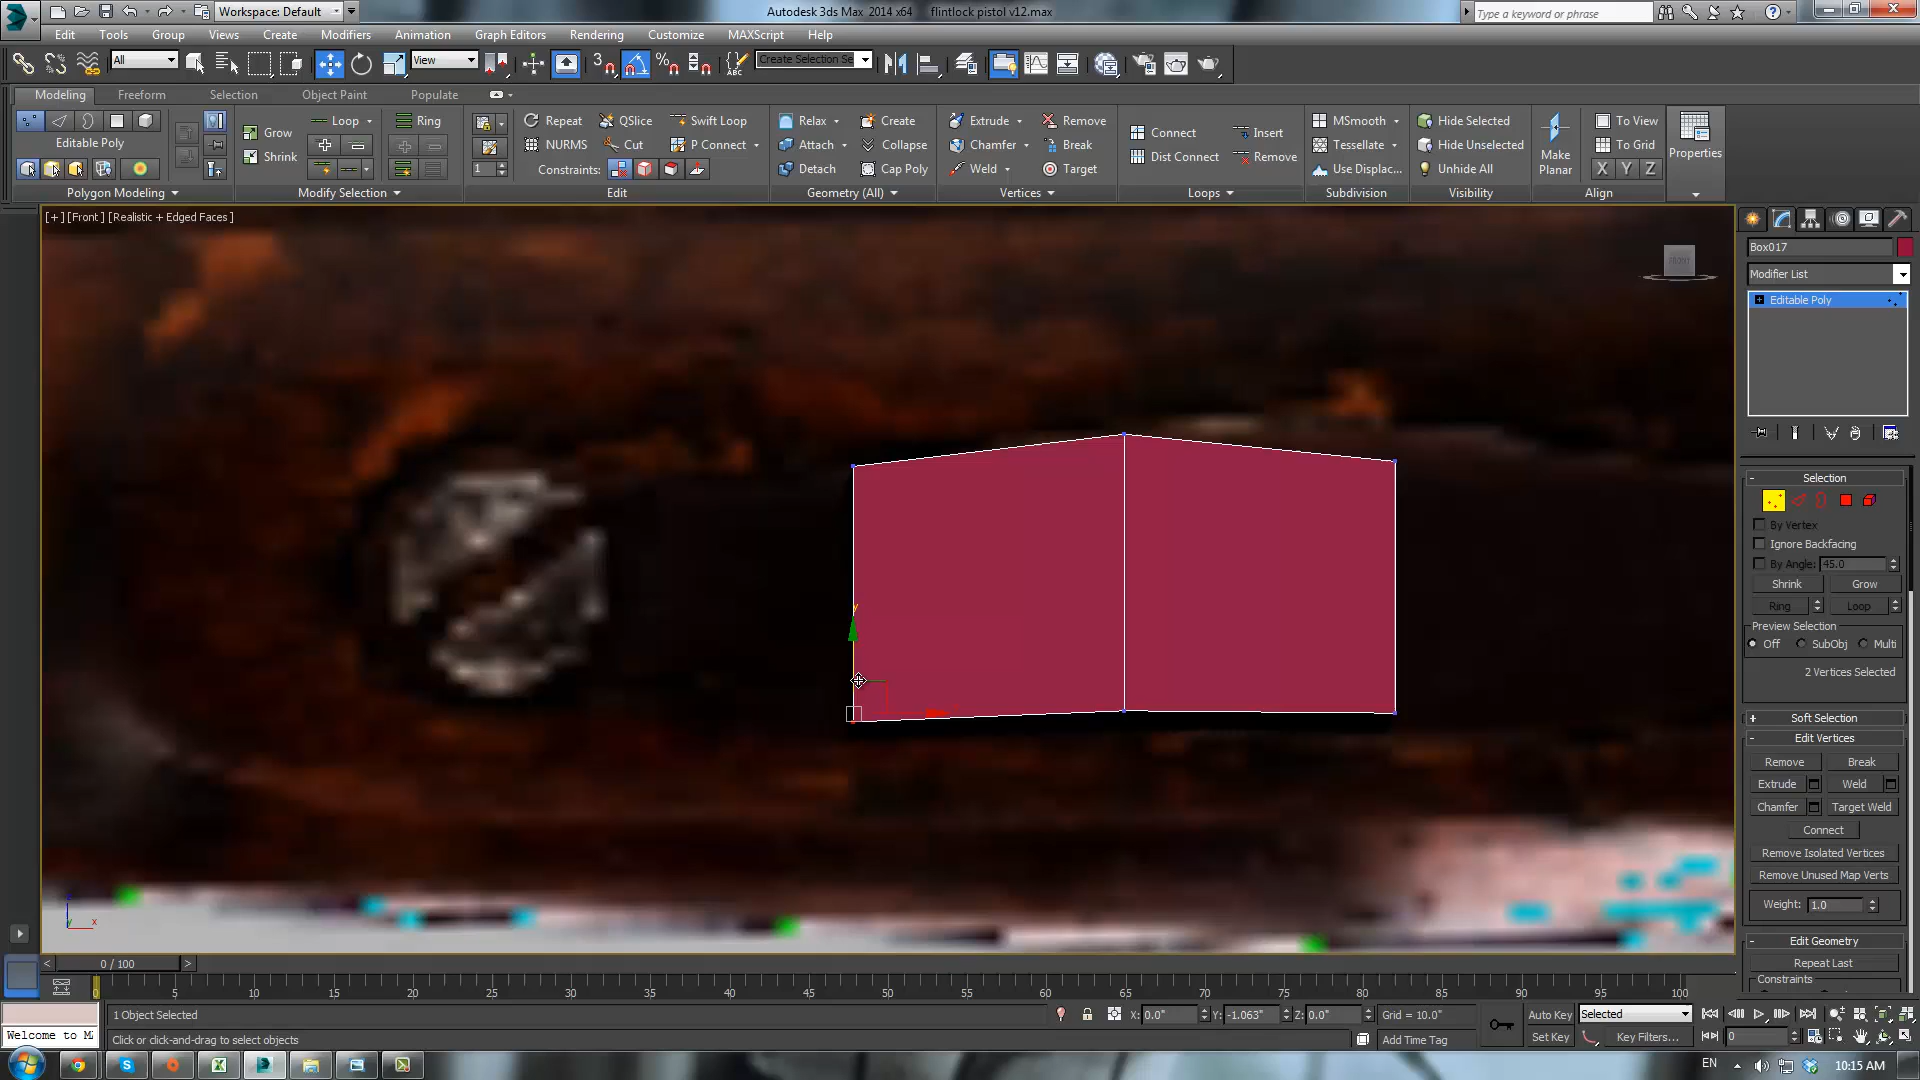 Workspace: Default
Autodesk 3ds Max 2014 x64 flintlock pistol v12.max
Type a keyword or phrase
Edit Tools Group Views Create Modifiers Animation Graph Editors Rendering Customize MAXScript Help
All View Create Selection Se
Modeling Freeform Selection Object Paint Populate
Loop Ring Repeat QSlice Swift Loop Relax Create Extrude Remove MSmooth Hide Selected To View
Editable Poly Grow NURMS Cut P Connect Attach Collapse Chamfer Break Connect Insert Tessellate Hide Unselected To Grid Make Planar Properties
Shrink 1 Constraints: Detach Cap Poly Weld Target Dist Connect Remove Use Displac... Unhide All X Y Z
Polygon Modeling Modify Selection Edit Geometry (All) Vertices Loops Subdivision Visibility Align
[+] [Front ] [Realistic + Edged Faces ]
FRONT
Box017
Modifier List
Editable Poly
- Selection
By Vertex
Ignore Backfacing
By Angle: 45.0
Shrink Grow
Ring Loop
Preview Selection
Off SubObj Multi
2 Vertices Selected
+ Soft Selection
- Edit Vertices
Remove Break
Extrude Weld
Chamfer Target Weld
Connect
Remove Isolated Vertices
Remove Unused Map Verts
Weight: 1.0
- Edit Geometry
Repeat Last
Constraints
y
x
< 0 / 100 >
0 5 10 15 20 25 30 35 40 45 50 55 60 65 70 75 80 85 90 95 100
1 Object Selected X: 0.0" Y: -1.063" Z: 0.0" Grid = 10.0" Auto Key Selected
Welcome to M
Click or click-and-drag to select objects Add Time Tag Set Key Key Filters... 0
EN 10:15 AM